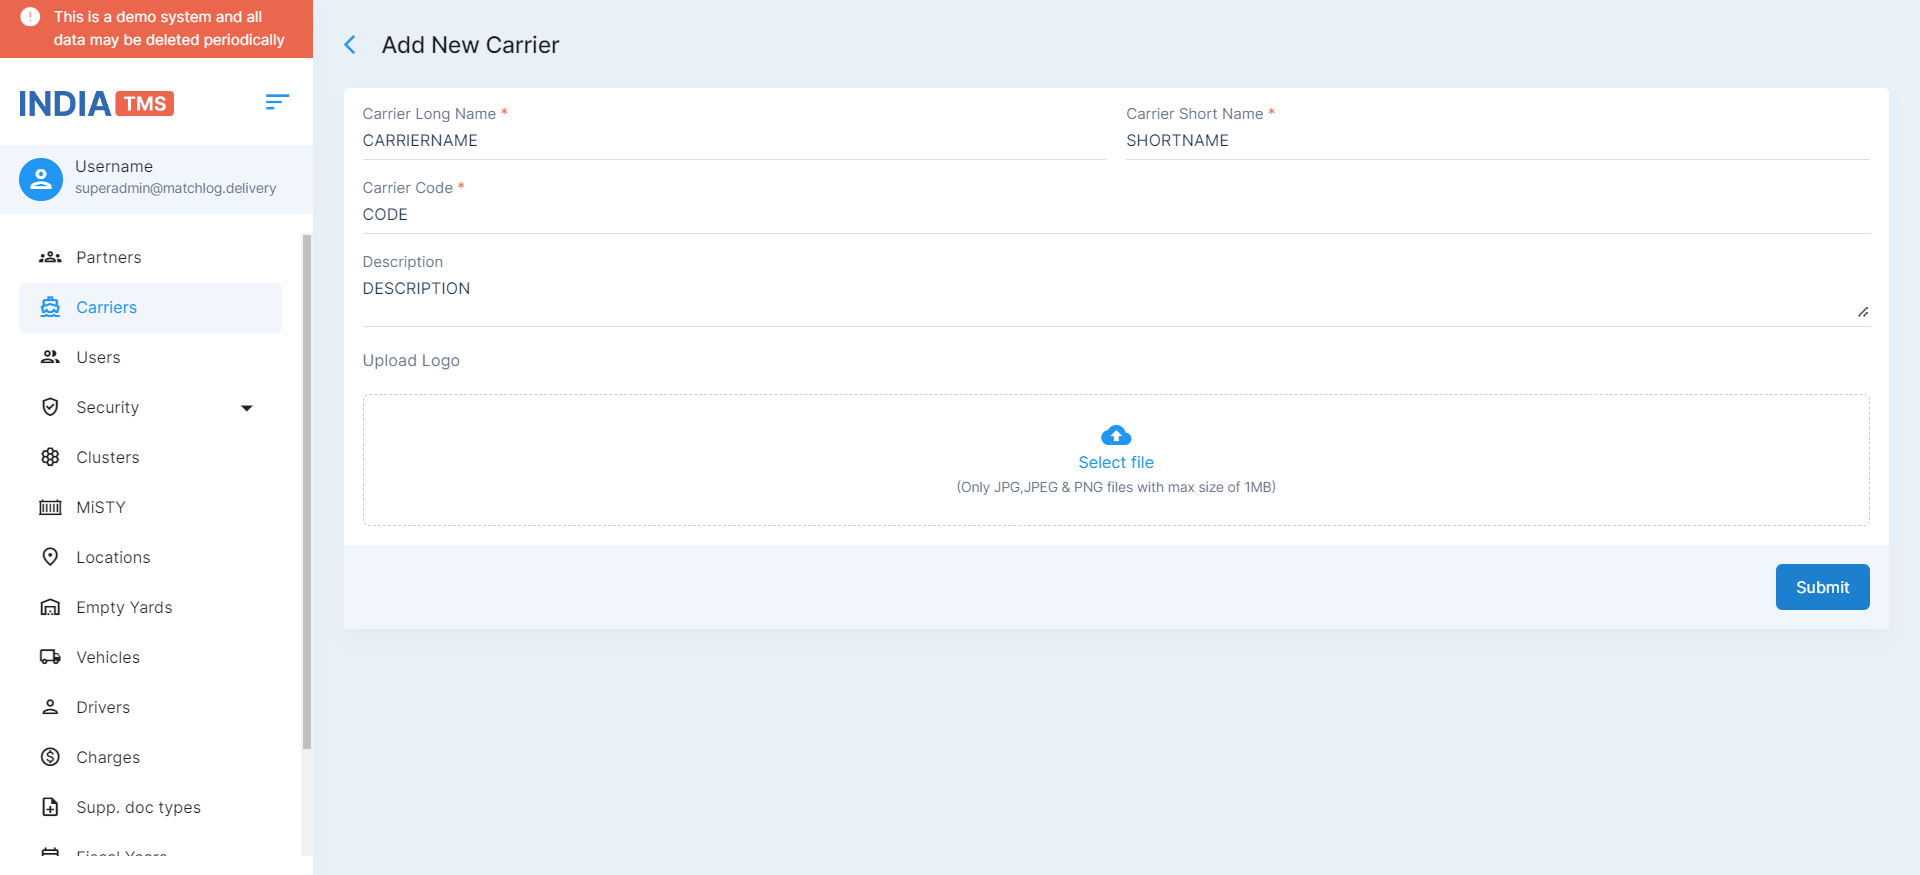 This is a demo system and all
data may be deleted periodically
INDIA TMS
Username
superadmin@matchlog.delivery
Partners
Carriers
Users
Security
Clusters
MiSTY
Locations
Empty Yards
Vehicles
Drivers
Charges
Supp. doc types
Fiscal Years
Add New Carrier
Carrier Long Name *
CARRIERNAME
Carrier Short Name *
SHORTNAME
Carrier Code *
CODE
Description
DESCRIPTION
Upload Logo
Select file
(Only JPG,JPEG & PNG files with max size of 1MB)
Submit